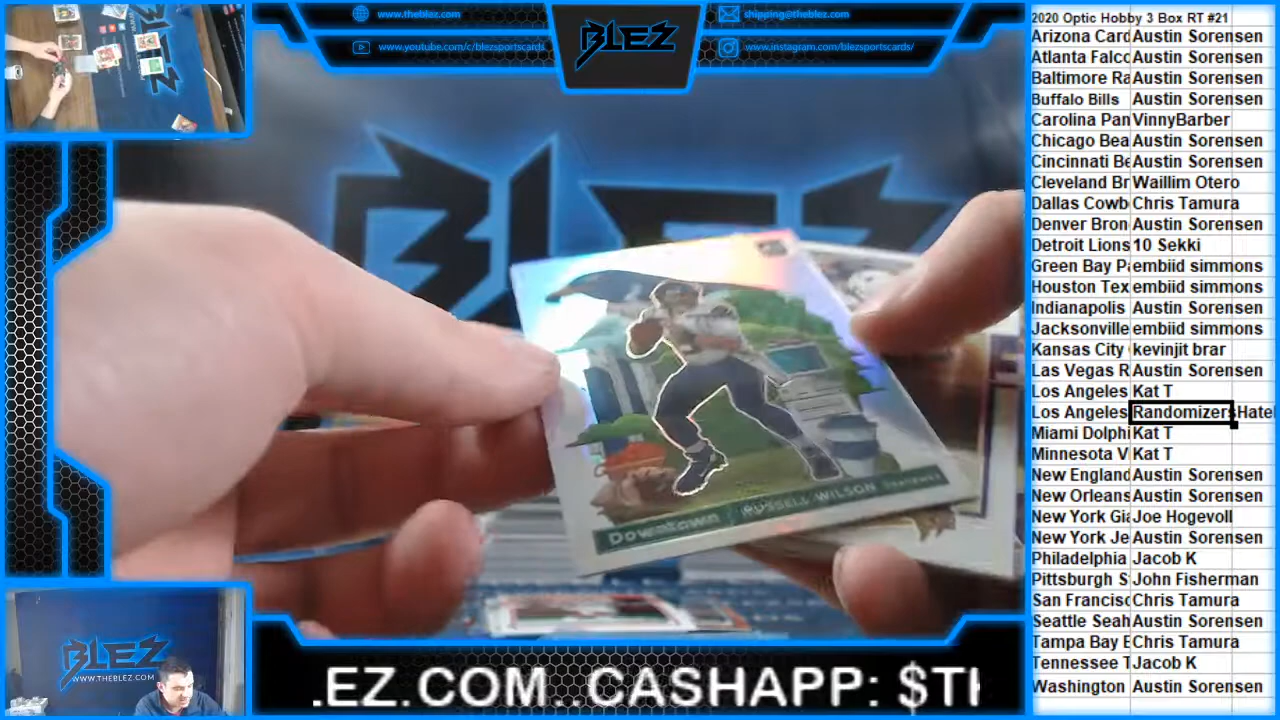 www.theblez.com
shipping@theblez.com
www.youtube.com/c/blezsportscards
www.instagram.com/blezsportscards/
BLEZ
BLEZ
Downtown RUSSELL WILSON SEAHAWKS
BLEZ
WWW.THEBLEZ.COM
.EZ.COM..CASHAPP: $TH
2020 Optic Hobby 3 Box RT #21
Arizona Card Austin Sorensen
Atlanta Falco Austin Sorensen
Baltimore Ra Austin Sorensen
Buffalo Bills Austin Sorensen
Carolina Pan VinnyBarber
Chicago Bea Austin Sorensen
Cincinnati Be Austin Sorensen
Cleveland Br Waillim Otero
Dallas Cowb Chris Tamura
Denver Bron Austin Sorensen
Detroit Lions 10 Sekki
Green Bay P embiid simmons
Houston Tex embiid simmons
Indianapolis Austin Sorensen
Jacksonville embiid simmons
Kansas City kevinjit brar
Las Vegas R Austin Sorensen
Los Angeles Kat T
Los Angeles RandomizersHate
Miami Dolphi Kat T
Minnesota V Kat T
New England Austin Sorensen
New Orleans Austin Sorensen
New York Gia Joe Hogevoll
New York Je Austin Sorensen
Philadelphia Jacob K
Pittsburgh S John Fisherman
San Francisc Chris Tamura
Seattle Seah Austin Sorensen
Tampa Bay B Chris Tamura
Tennessee T Jacob K
Washington Austin Sorensen